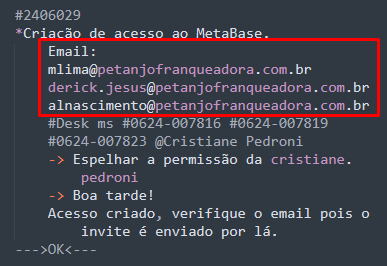 #2406029
*Criação de acesso ao MetaBase.
Email:
mlima@petanjofranqueadora.com.br
derick.jesus@petanjofranqueadora.com.br
alnascimento@petanjofranqueadora.com.br
#Desk ms #0624-007816 #0624-007819
#0624-007823 @Cristiane Pedroni
-> Espelhar a permissão da cristiane.
pedroni
-> Boa tarde!
Acesso criado, verifique o email pois o
invite é enviado por lá.
--->OK<---